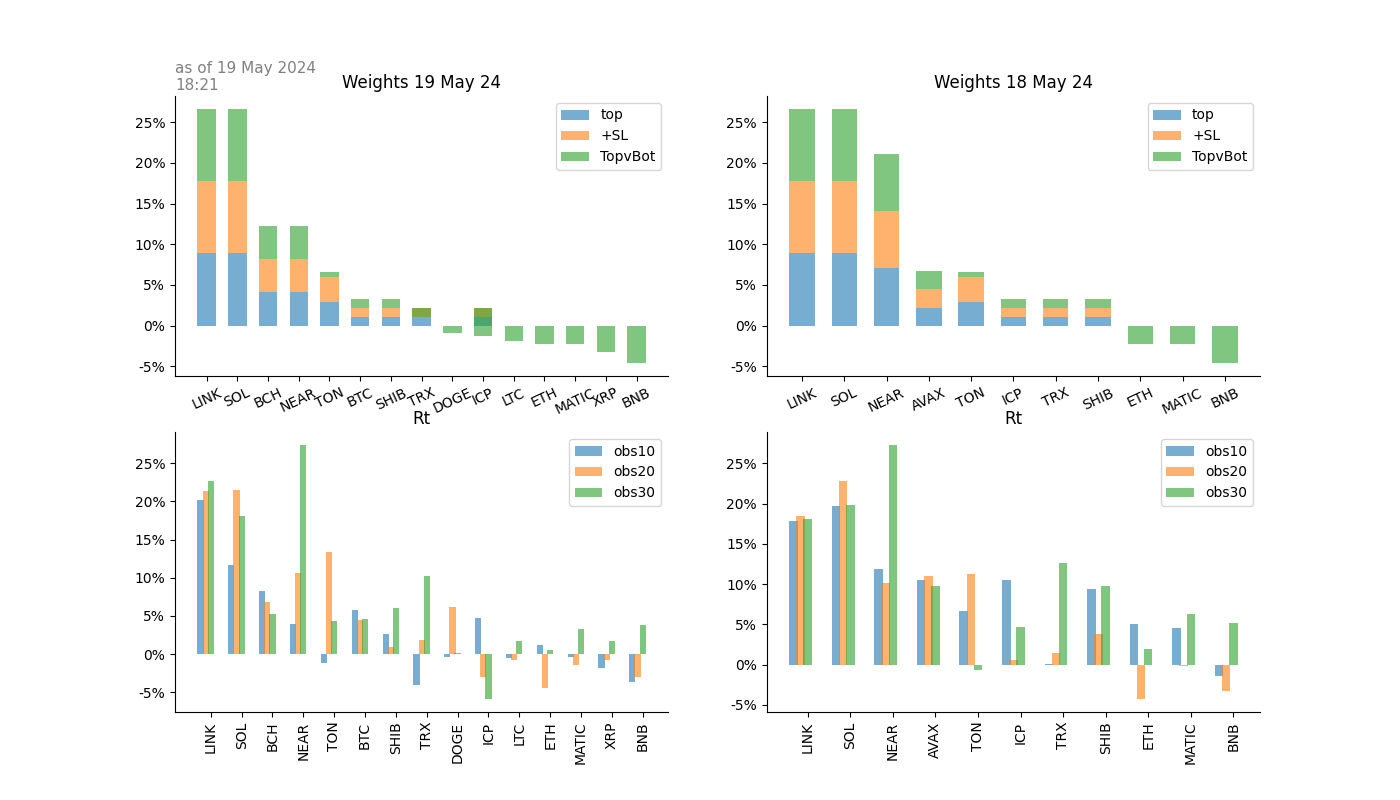 as of 19 May 2024
18:21
Weights 19 May 24
25%
20%
15%
10%
5%
0%
-5%
top
+SL
TopvBot
LINK SOL BCH NEAR TON BTC SHIB TRX DOGE ICP LTC ETH MATIC XRP BNB
Weights 18 May 24
25%
20%
15%
10%
5%
0%
-5%
top
+SL
TopvBot
LINK SOL NEAR AVAX TON ICP TRX SHIB ETH MATIC BNB
Rt
25%
20%
15%
10%
5%
0%
-5%
obs10
obs20
obs30
LINK SOL BCH NEAR TON BTC SHIB TRX DOGE ICP LTC ETH MATIC XRP BNB
Rt
25%
20%
15%
10%
5%
0%
-5%
obs10
obs20
obs30
LINK SOL NEAR AVAX TON ICP TRX SHIB ETH MATIC BNB